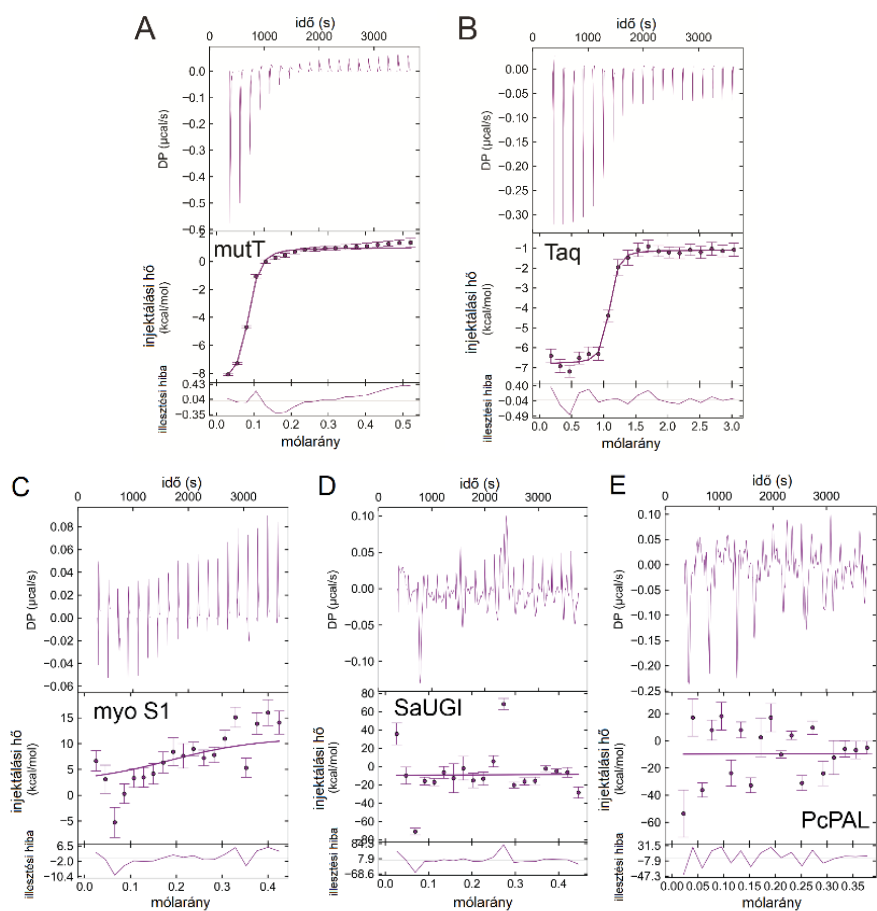 A
idő (s)
0 1000 2000 3000
DP (µcal/s)
0.0
−0.1
−0.2
−0.3
−0.4
−0.5
−0.6
mutT
injektálási hő
(kcal/mol)
2
0
−2
−4
−6
−8
illesztési hiba
0.43
0.04
−0.35
0.0 0.1 0.2 0.3 0.4 0.5
mólarány
B
idő (s)
0 1000 2000 3000
DP (µcal/s)
0.00
−0.05
−0.10
−0.15
−0.20
−0.25
−0.30
Taq
injektálási hő
(kcal/mol)
−1
−2
−3
−4
−5
−6
−7
illesztési hiba
0.40
−0.04
−0.49
0.0 0.5 1.0 1.5 2.0 2.5 3.0
mólarány
C
idő (s)
0 1000 2000 3000
DP (µcal/s)
0.08
0.06
0.04
0.02
0.00
−0.02
−0.04
−0.06
myo S1
injektálási hő
(kcal/mol)
15
10
5
0
−5
illesztési hiba
6.5
−2.0
−10.4
0.0 0.1 0.2 0.3 0.4
mólarány
D
idő (s)
0 1000 2000 3000
DP (µcal/s)
0.10
0.05
0.00
−0.05
−0.10
SaUGI
injektálási hő
(kcal/mol)
80
60
40
20
0
−20
−40
−60
illesztési hiba
84.3
7.9
−68.6
0.0 0.1 0.2 0.3 0.4
mólarány
E
idő (s)
0 1000 2000 3000
DP (µcal/s)
0.10
0.05
0.00
−0.05
−0.10
−0.15
−0.20
−0.25
PcPAL
injektálási hő
(kcal/mol)
20
0
−20
−40
−60
illesztési hiba
31.5
−7.9
−47.3
0.00 0.05 0.10 0.15 0.20 0.25 0.30 0.35
mólarány